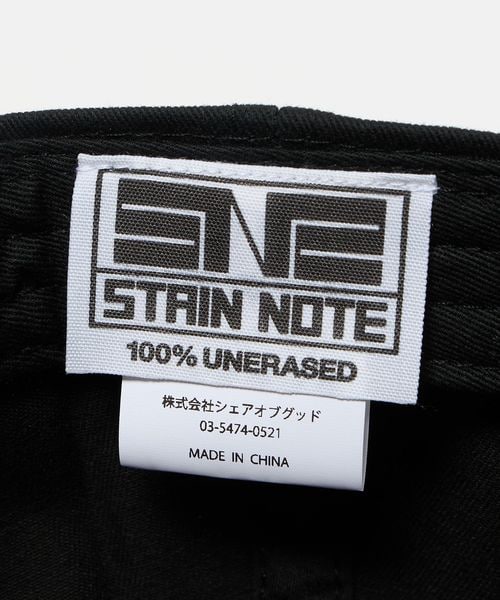 SNE
STAIN NOTE
100% UNERASED
株式会社シェアオブグッド
03-5474-0521
MADE IN CHINA